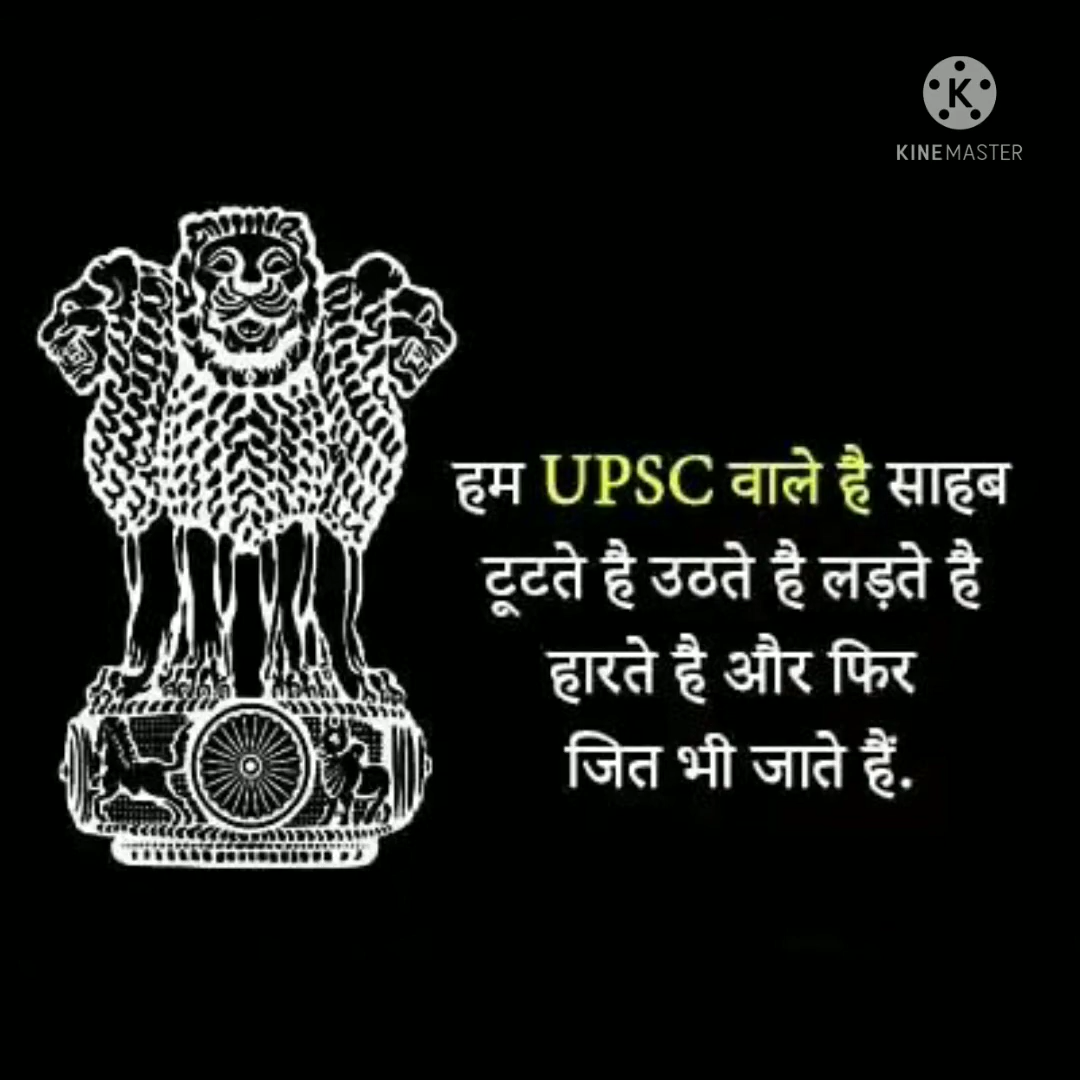 KINEMASTER
हम UPSC वाले है साहब
टूटते है उठते है लड़ते है
हारते है और फिर
जित भी जाते हैं.